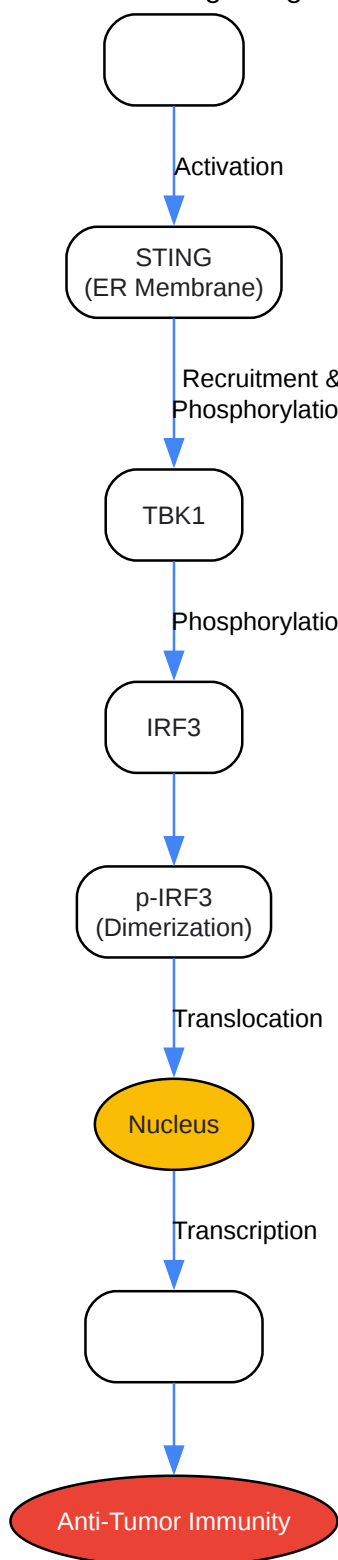 Activation
STING
(ER Membrane)
Recruitment &
Phosphorylatio
TBK1
Phosphorylatio
IRF3
p-IRF3
(Dimerization)
Translocation
Nucleus
Transcription
Anti-Tumor Immunity